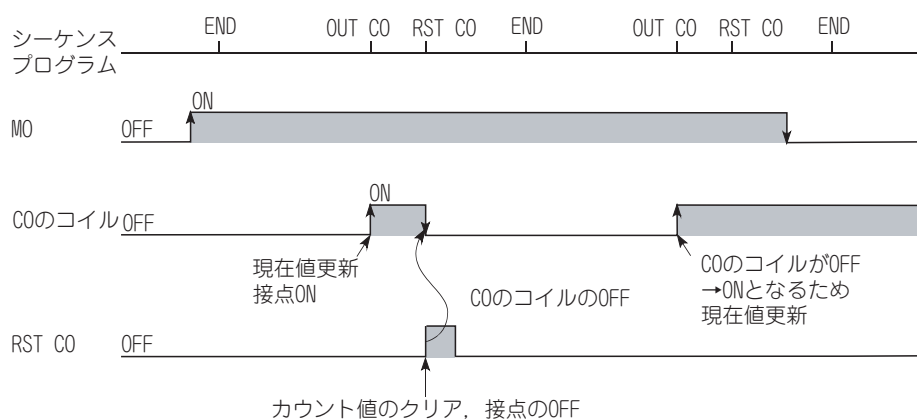 END OUT C0 RST C0 END OUT C0 RST C0 END
シーケンス
プログラム
ON
M0 OFF
ON
C0のコイル OFF
現在値更新
接点ON
C0のコイルのOFF
C0のコイルがOFF
→ONとなるため
現在値更新
RST C0 OFF
カウント値のクリア，接点のOFF